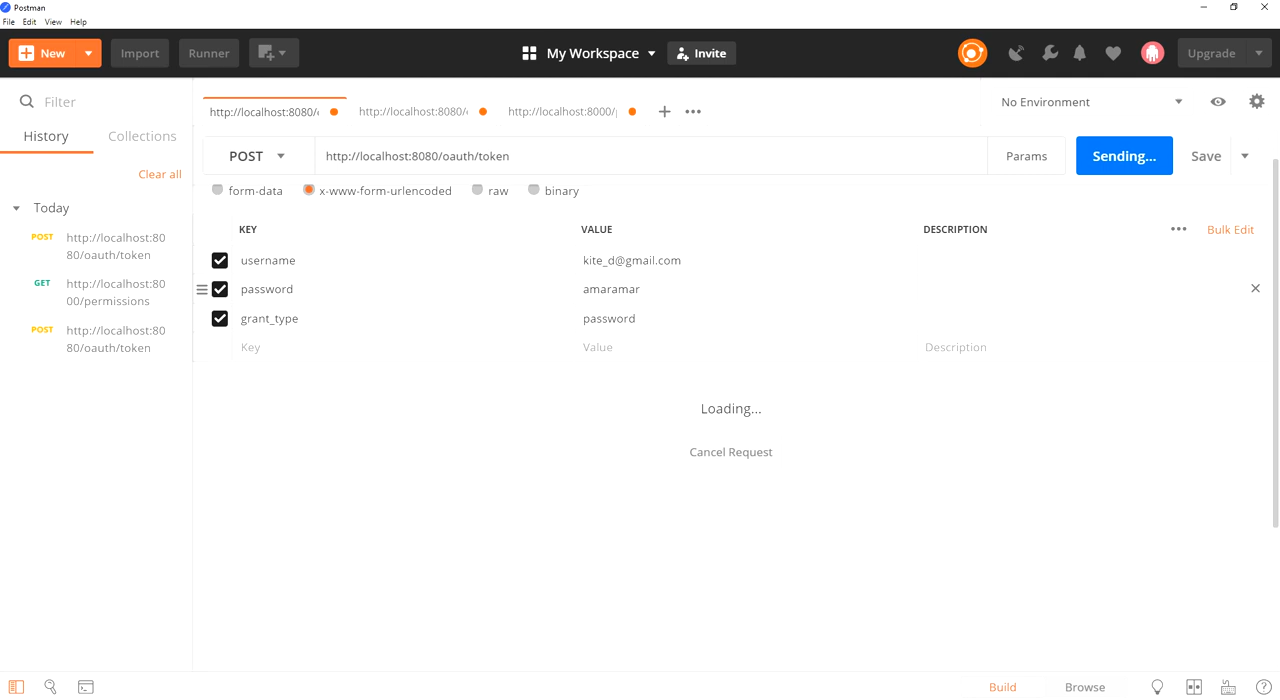 Postman
File Edit View Help
New Import Runner My Workspace Invite Upgrade
Filter
History Collections
Clear all
Today
POST http://localhost:80
80/oauth/token
GET http://localhost:80
00/permissions
POST http://localhost:80
80/oauth/token
http://localhost:8080/ http://localhost:8080/ http://localhost:8000/ No Environment
POST http://localhost:8080/oauth/token Params Sending... Save
form-data x-www-form-urlencoded raw binary
KEY VALUE DESCRIPTION Bulk Edit
username kite_d@gmail.com
password amaramar
grant_type password
Key Value Description
Loading...
Cancel Request
Build Browse